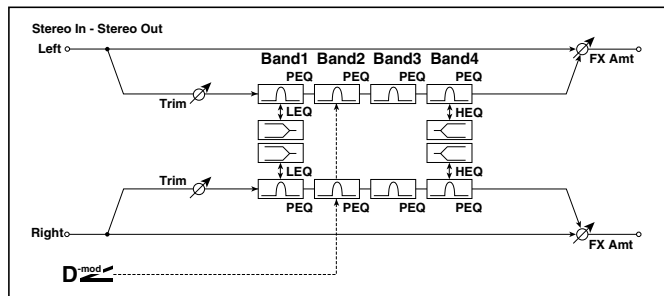 Stereo In - Stereo Out
Left
Band1 Band2 Band3 Band4
PEQ PEQ PEQ PEQ
FX Amt
Trim
LEQ HEQ
LEQ HEQ
Trim
PEQ PEQ PEQ PEQ
Right
FX Amt
D-mod